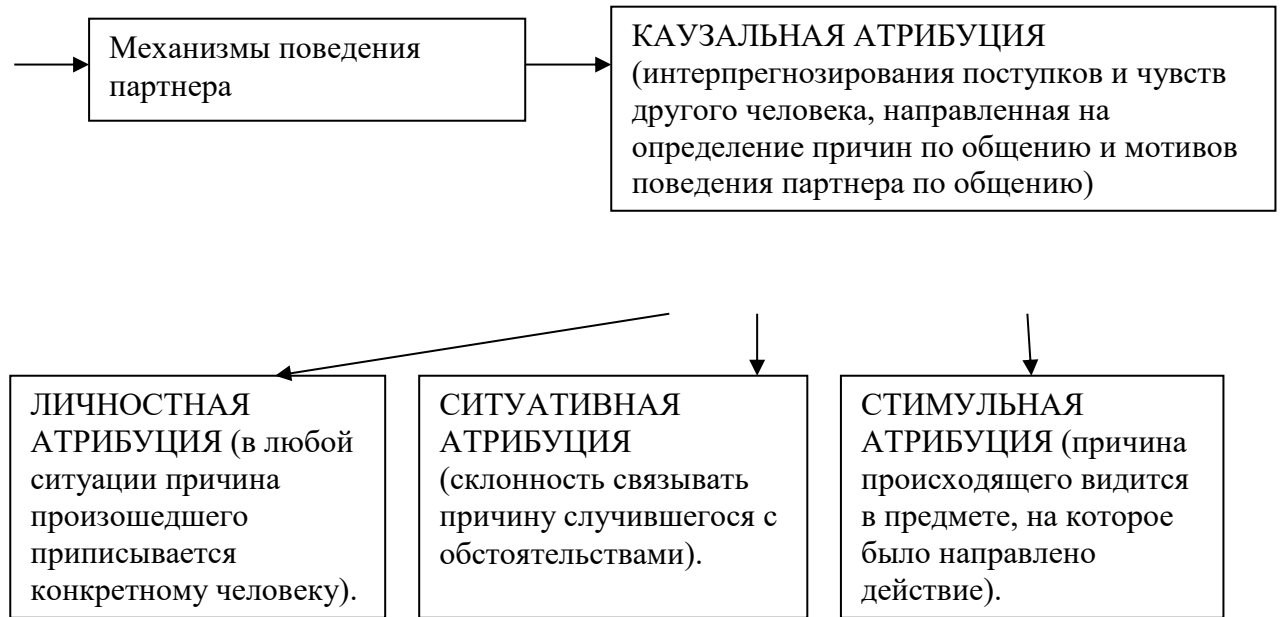 Механизмы поведения
партнера
КАУЗАЛЬНАЯ АТРИБУЦИЯ
(интерпрегнозирования поступков и чувств
другого человека, направленная на
определение причин по общению и мотивов
поведения партнера по общению)
ЛИЧНОСТНАЯ
АТРИБУЦИЯ (в любой
ситуации причина
произошедшего
приписывается
конкретному человеку).
СИТУАТИВНАЯ
АТРИБУЦИЯ
(склонность связывать
причину случившегося с
обстоятельствами).
СТИМУЛЬНАЯ
АТРИБУЦИЯ (причина
происходящего видится
в предмете, на которое
было направлено
действие).